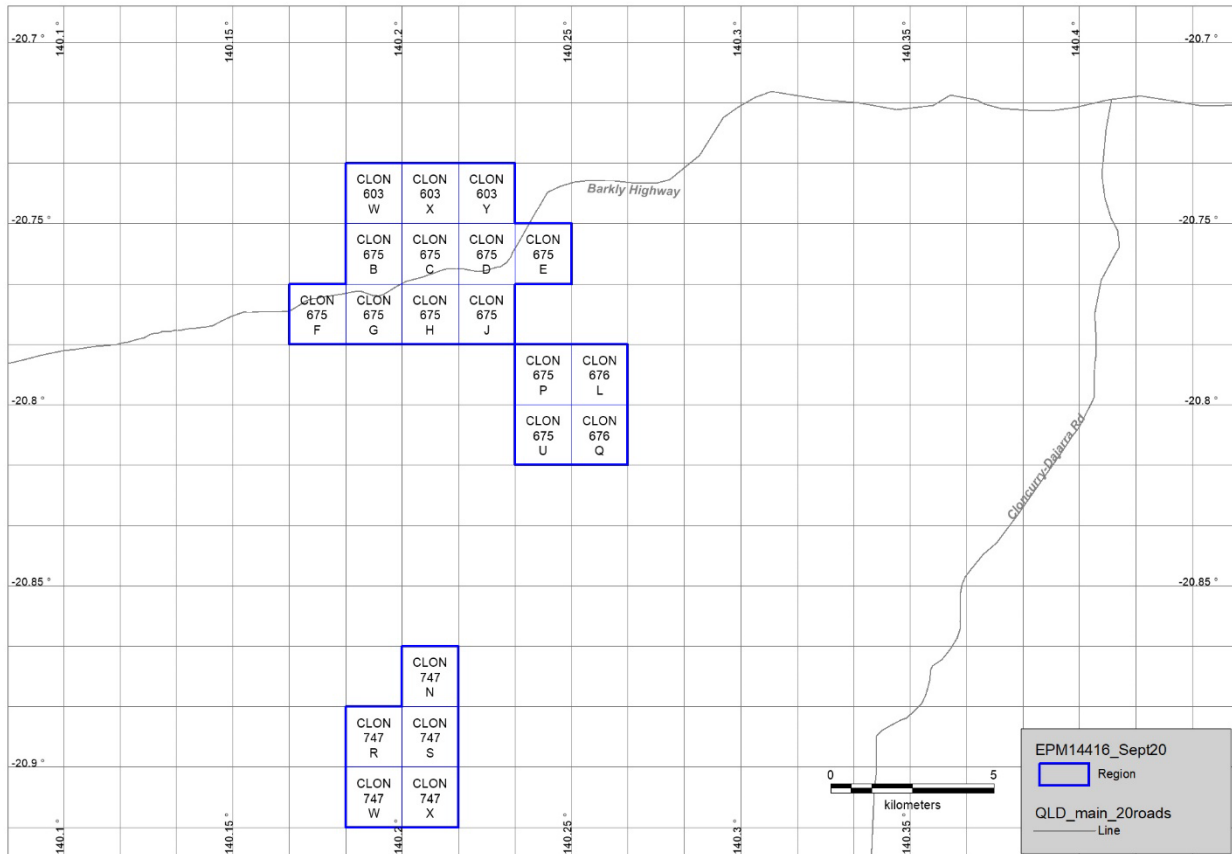 140.1 °
140.15 °
140.2 °
140.25 °
140.3 °
140.35 °
140.4 °
-20.7 °
-20.7 °
CLON
603
W
CLON
603
X
CLON
603
Y
Barkly Highway
-20.75 °
-20.75 °
CLON
675
B
CLON
675
C
CLON
675
D
CLON
675
E
CLON
675
F
CLON
675
G
CLON
675
H
CLON
675
J
CLON
675
P
CLON
676
L
-20.8 °
-20.8 °
CLON
675
U
CLON
676
Q
Cloncurry-Dajarra Rd
-20.85 °
-20.85 °
CLON
747
N
CLON
747
R
CLON
747
S
-20.9 °
CLON
747
W
CLON
747
X
0
5
kilometers
EPM14416_Sept20
Region
QLD_main_20roads
Line
140.1 °
140.15 °
140.2 °
140.25 °
140.3 °
140.35 °